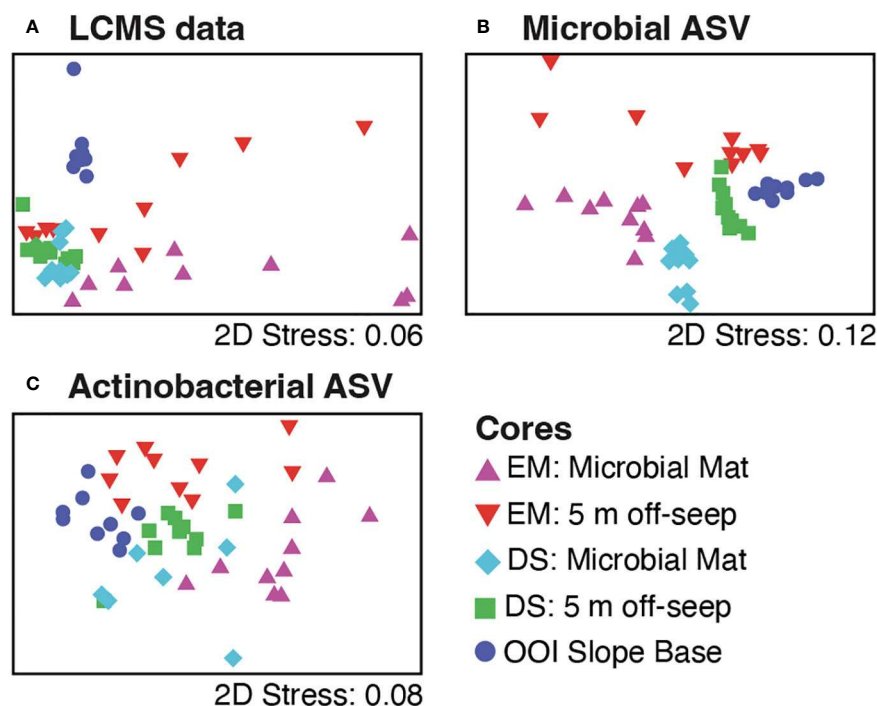 A LCMS data
B Microbial ASV
2D Stress: 0.06
2D Stress: 0.12
C Actinobacterial ASV
2D Stress: 0.08
Cores
EM: Microbial Mat
EM: 5 m off-seep
DS: Microbial Mat
DS: 5 m off-seep
OOI Slope Base